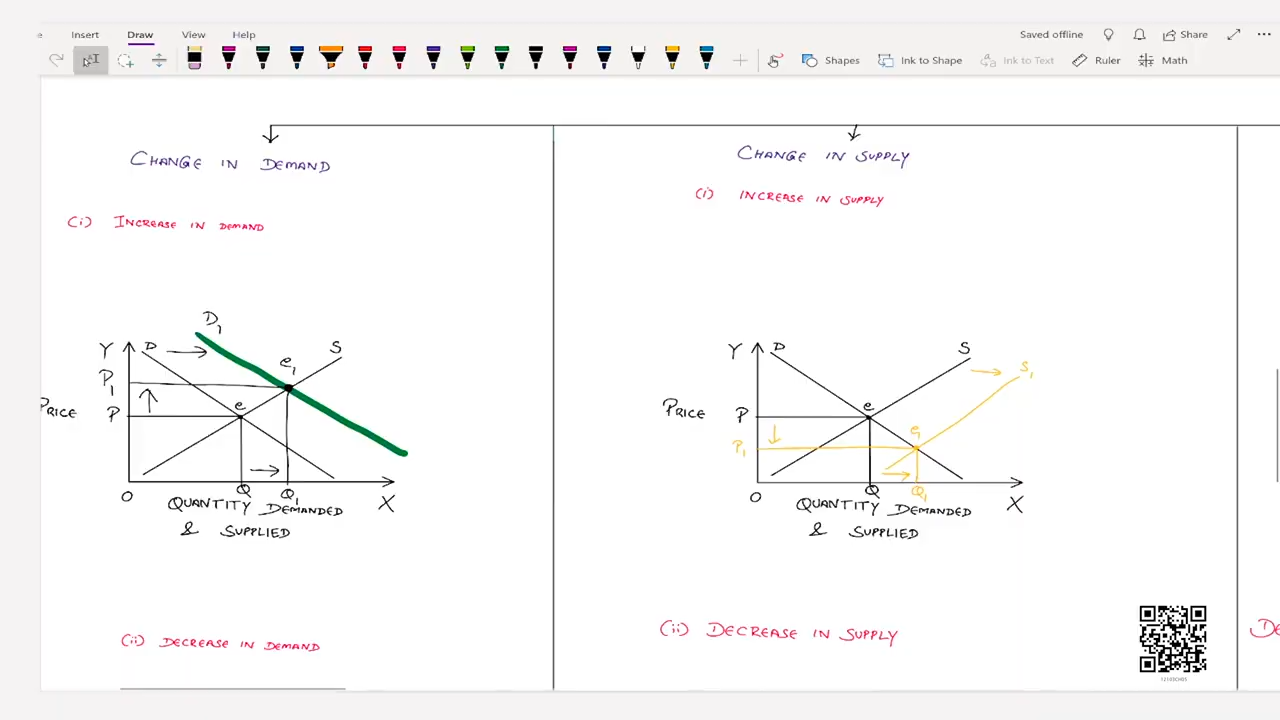 Insert Draw View Help Saved offline Share
Shapes Ink to Shape Ink to Text Ruler Math
CHANGE IN DEMAND
(i) INCREASE IN DEMAND
D1
Y D S
e1
P1
PRICE P e
O Q Q1 X
QUANTITY DEMANDED
& SUPPLIED
(ii) DECREASE IN DEMAND
CHANGE IN SUPPLY
(i) INCREASE IN SUPPLY
Y D S
S1
PRICE P e
P1 e1
O Q Q1 X
QUANTITY DEMANDED
& SUPPLIED
(ii) DECREASE IN SUPPLY
DE
12103CH05